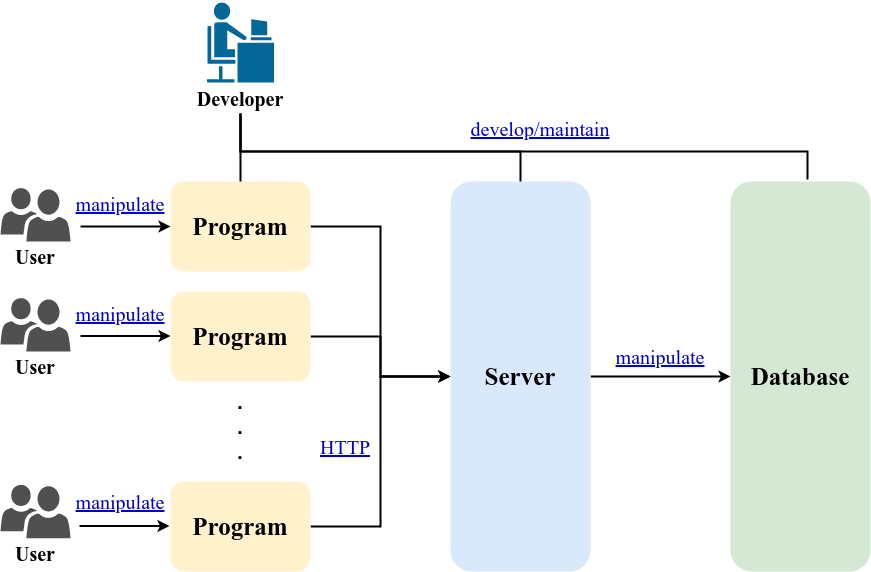 Developer
develop/maintain
manipulate
Program
User
manipulate
Program
User
manipulate
Server
Database
HTTP
manipulate
Program
User